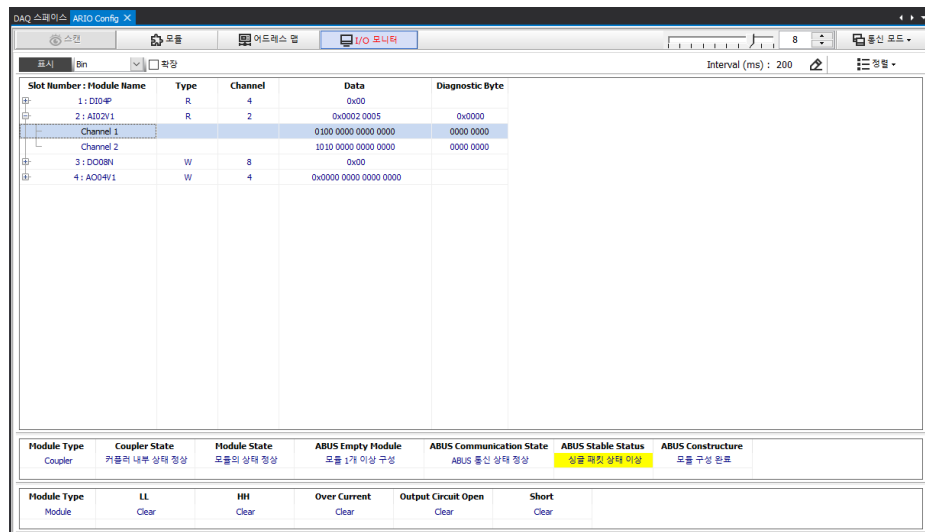 DAQ 스페이스 ARIO Config
스캔 모듈 어드레스 맵 I/O 모니터 8 통신 모드
표시 Bin 확장 Interval (ms) : 200 정렬
Slot Number : Module Name Type Channel Data Diagnostic Byte
1 : DI04P R 4 0x00
2 : AI02V1 R 2 0x0002 0005 0x0000
Channel 1 0100 0000 0000 0000 0000 0000
Channel 2 1010 0000 0000 0000 0000 0000
3 : DO08N W 8 0x00
4 : AO04V1 W 4 0x0000 0000 0000 0000
Module Type Coupler State Module State ABUS Empty Module ABUS Communication State ABUS Stable Status ABUS Constructure
Coupler 커플러 내부 상태 정상 모듈의 상태 정상 모듈 1개 이상 구성 ABUS 통신 상태 정상 싱글 패킷 상태 이상 모듈 구성 완료
Module Type LL HH Over Current Output Circuit Open Short
Module Clear Clear Clear Clear Clear